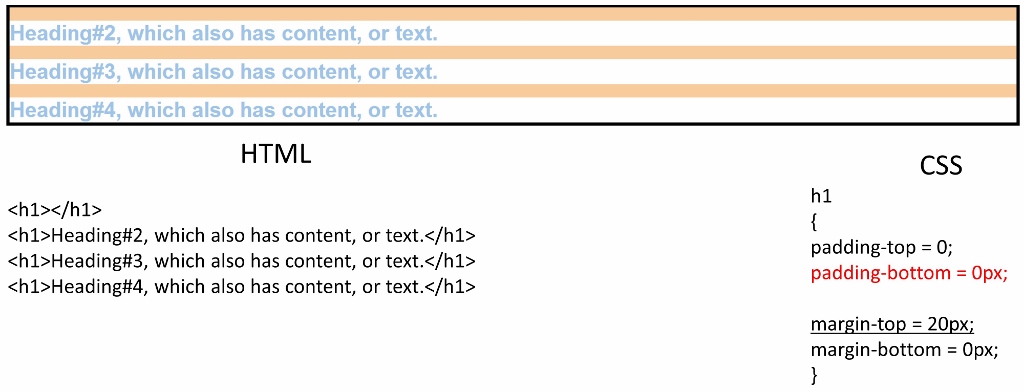 Heading#2, which also has content, or text.
Heading#3, which also has content, or text.
Heading#4, which also has content, or text.
HTML
<h1></h1>
<h1>Heading#2, which also has content, or text.</h1>
<h1>Heading#3, which also has content, or text.</h1>
<h1>Heading#4, which also has content, or text.</h1>
CSS
h1
{
padding-top = 0;
padding-bottom = 0px;
margin-top = 20px;
margin-bottom = 0px;
}